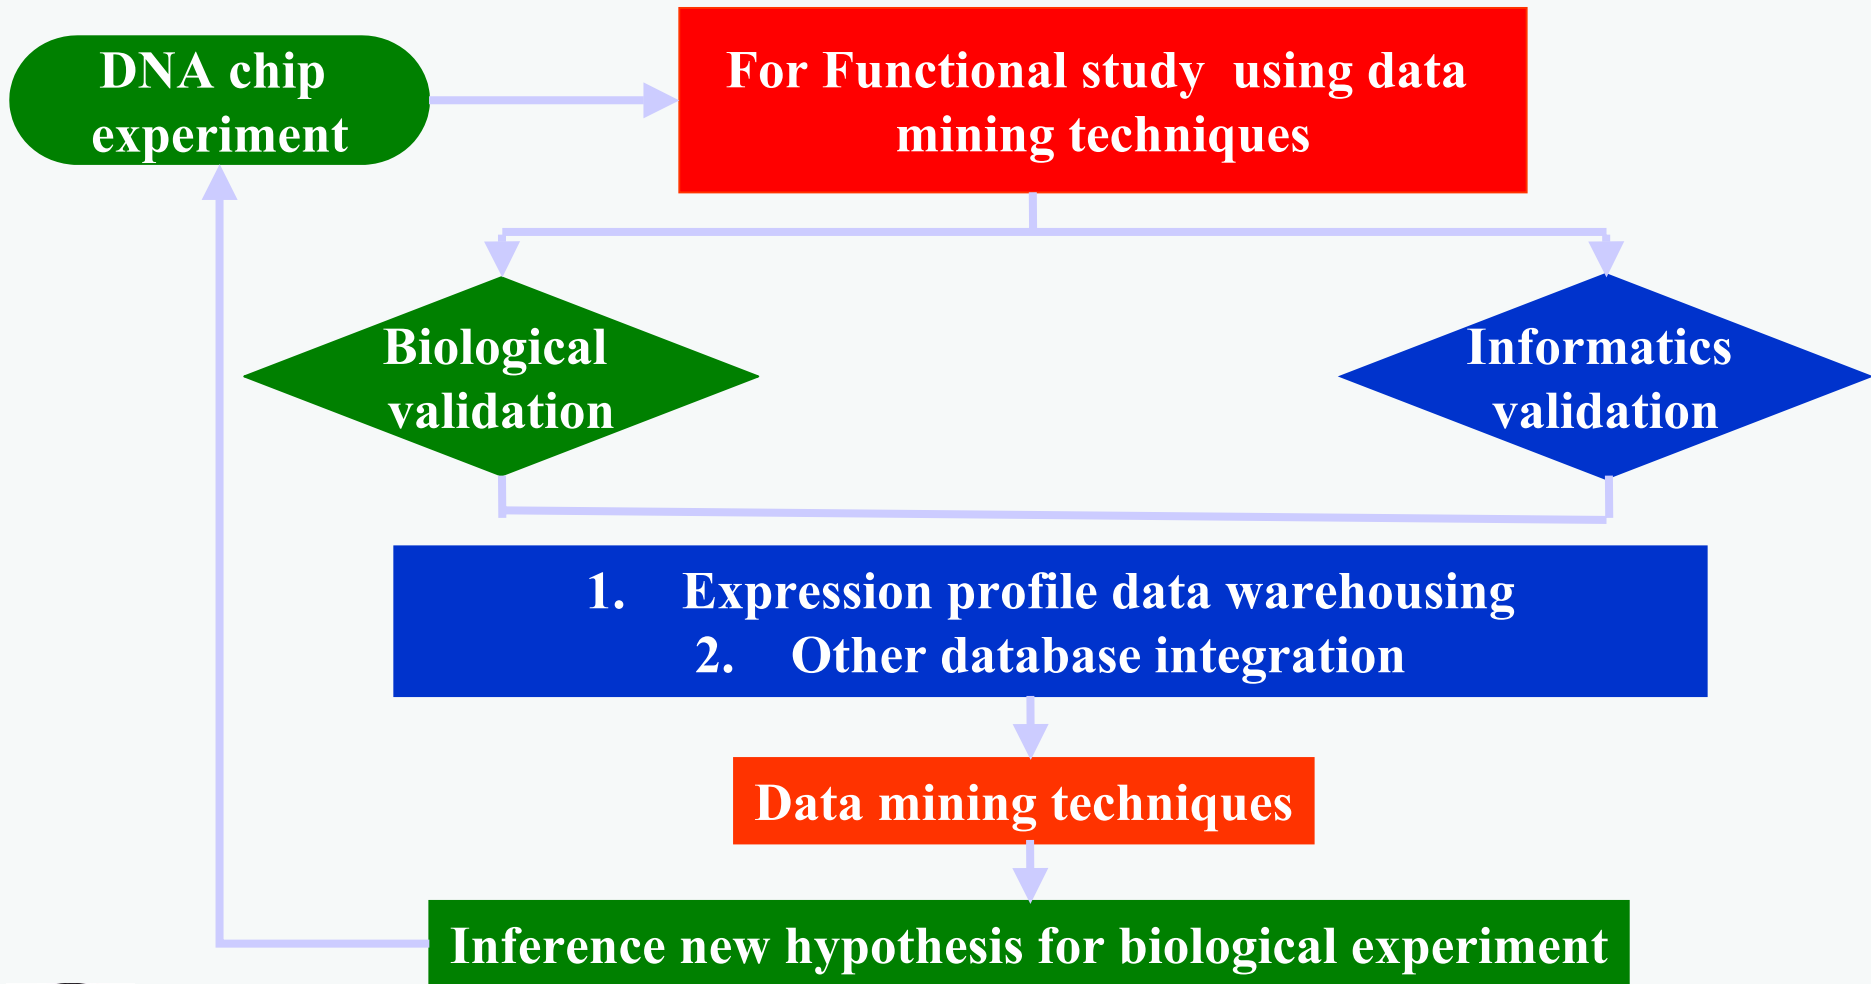 DNA chip
experiment
For Functional study using data
mining techniques
Biological
validation
Informatics
validation
1. Expression profile data warehousing
2. Other database integration
Data mining techniques
Inference new hypothesis for biological experiment